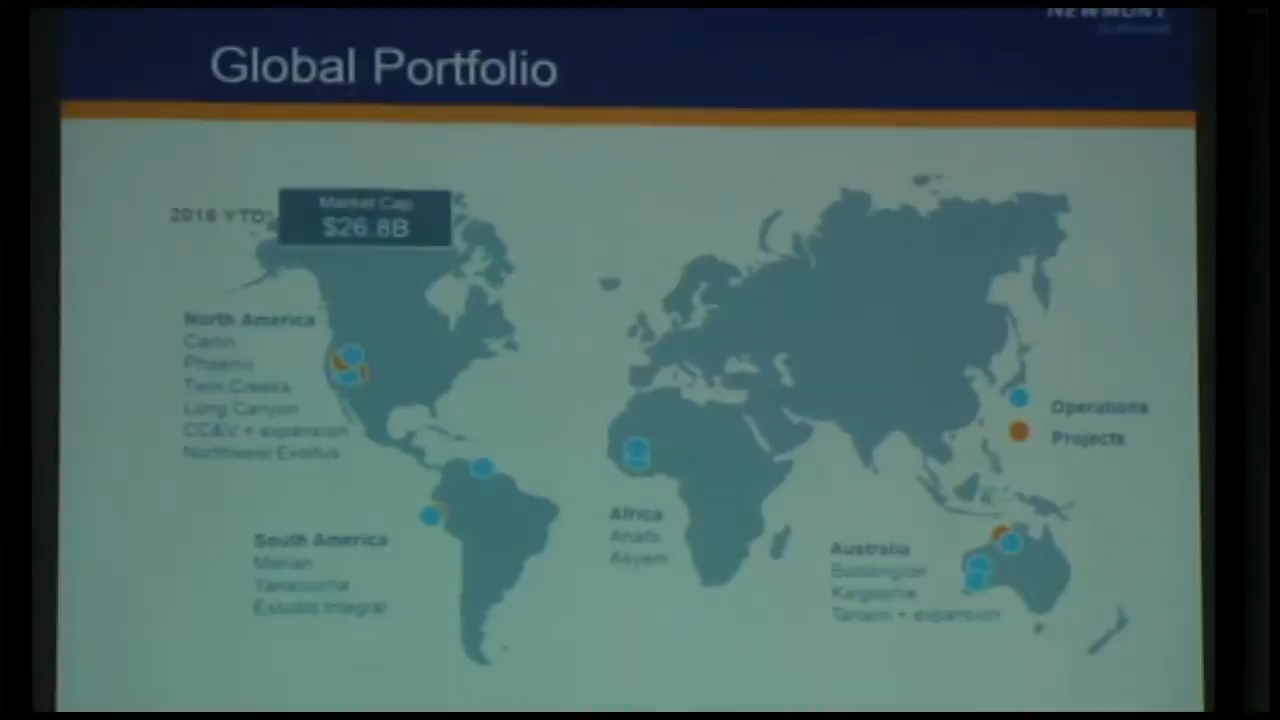 NEWMONT
Global Portfolio
2018 YTD
Market Cap
$26.8B
North America
Carlin
Phoenix
Twin Creeks
Long Canyon
CC&V + expansion
Northwest Exodus
Operations
Projects
South America
Merian
Yanacocha
Estudio Integral
Africa
Ahafo
Akyem
Australia
Boddington
Kalgoorlie
Tanami + expansion